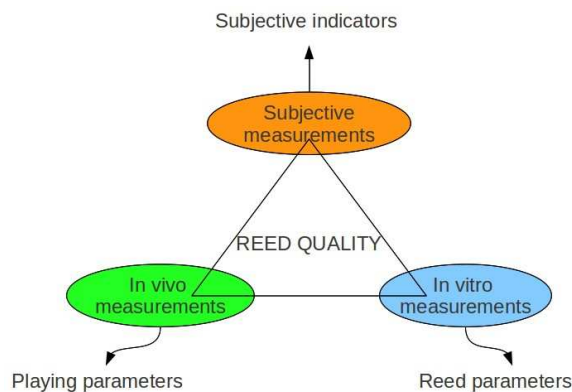 Subjective indicators
Subjective
measurements
REED QUALITY
In vivo
measurements
In vitro
measurements
Playing parameters
Reed parameters